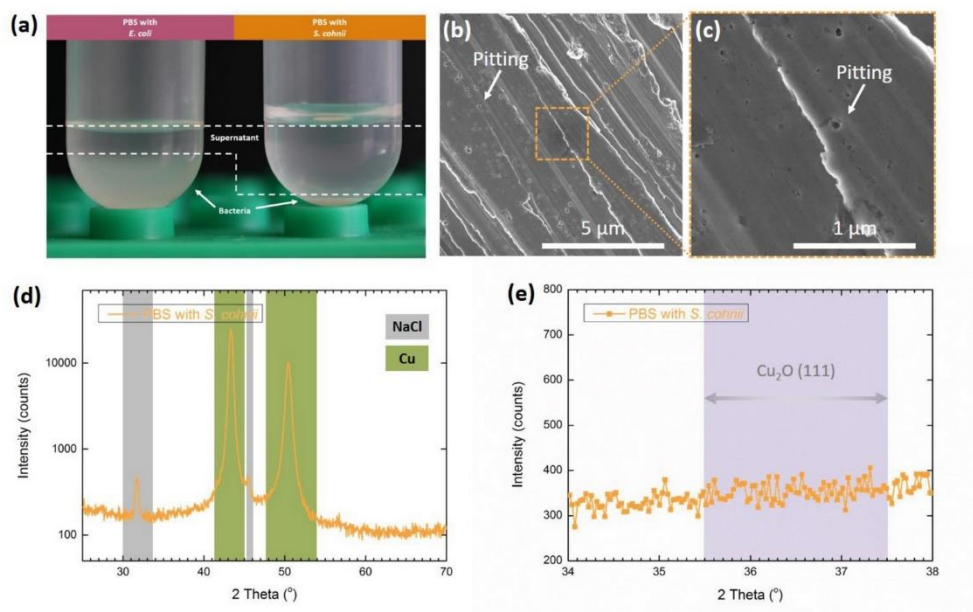 (a)
PBS with
E. coli
PBS with
S. cohnii
Supernatant
Bacteria
(b)
Pitting
5 μm
(c)
Pitting
1 μm
(d)
PBS with S. cohnii
NaCl
Cu
10000
1000
100
Intensity (counts)
30 40 50 60 70
2 Theta (°)
(e)
PBS with S. cohnii
Cu₂O (111)
800
700
600
500
400
300
200
Intensity (counts)
34 35 36 37 38
2 Theta (°)